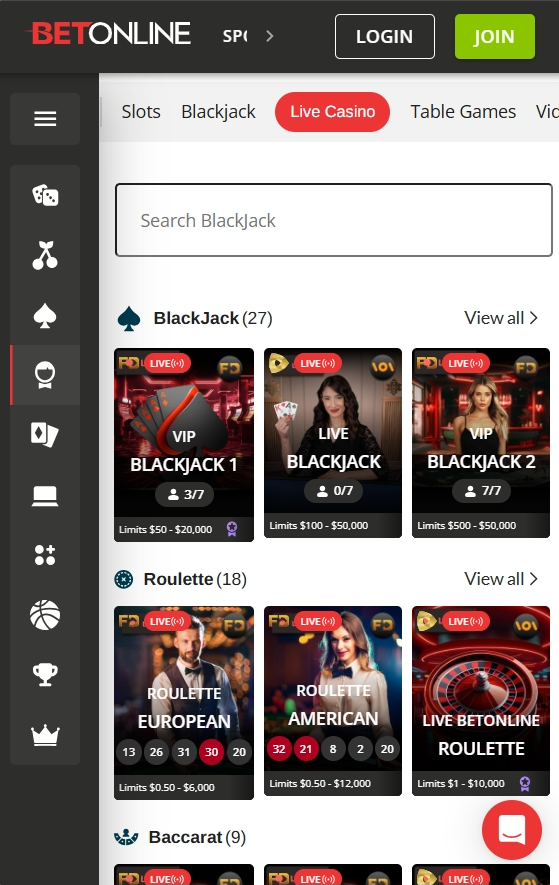 BETONLINE
LOGIN
JOIN
Slots
Blackjack
Live Casino
Table Games
Search BlackJack
BlackJack (27)
View all
LIVE
VIP
BLACKJACK 1
3/7
Limits $50 - $20,000
LIVE
LIVE
BLACKJACK
0/7
Limits $100 - $50,000
LIVE
VIP
BLACKJACK 2
7/7
Limits $500 - $50,000
Roulette (18)
View all
LIVE
ROULETTE
EUROPEAN
13 26 31 30 20
Limits $0.50 - $6,000
LIVE
ROULETTE
AMERICAN
32 21 8 2 20
Limits $0.50 - $12,000
LIVE
LIVE BETONLINE
ROULETTE
Limits $1 - $10,000
Baccarat (9)
LIVE
LIVE
LIVE